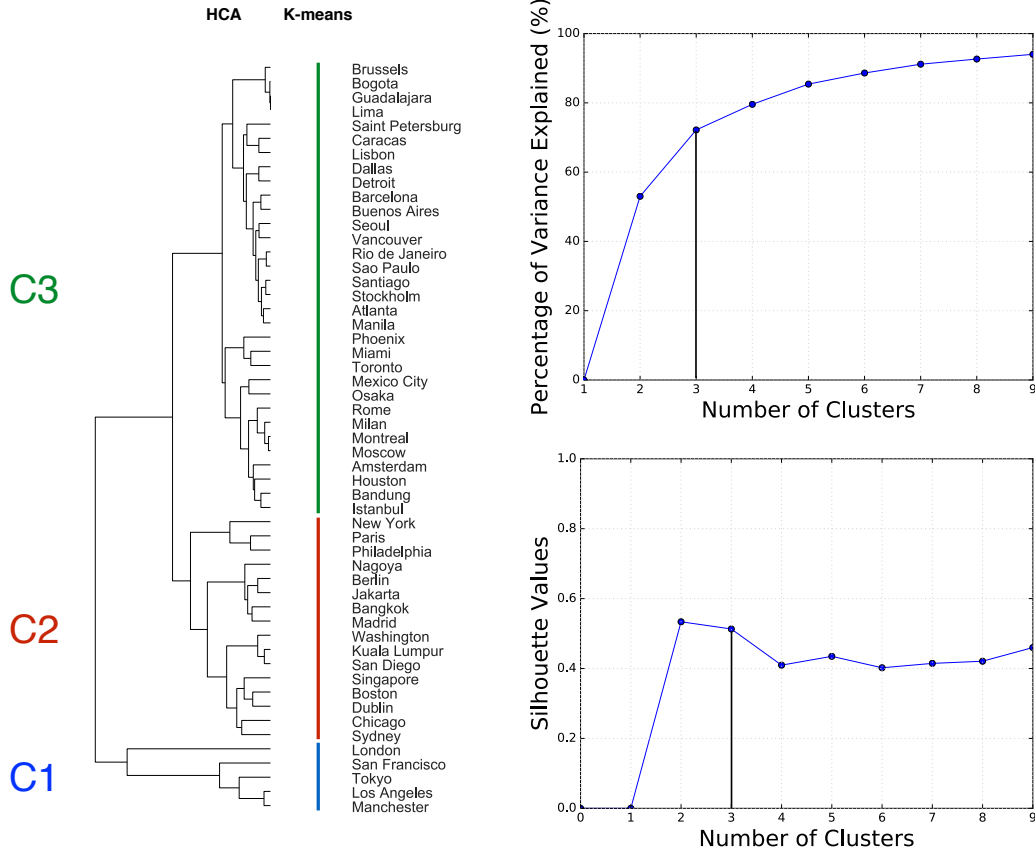 HCA K-means
Brussels
Bogota
Guadalajara
Lima
Saint Petersburg
Caracas
Lisbon
Dallas
Detroit
Barcelona
Buenos Aires
Seoul
Vancouver
Rio de Janeiro
Sao Paulo
Santiago
Stockholm
Atlanta
Manila
Phoenix
Miami
Toronto
Mexico City
Osaka
Rome
Milan
Montreal
Moscow
Amsterdam
Houston
Bandung
Istanbul
New York
Paris
Philadelphia
Nagoya
Berlin
Jakarta
Bangkok
Madrid
Washington
Kuala Lumpur
San Diego
Singapore
Boston
Dublin
Chicago
Sydney
London
San Francisco
Tokyo
Los Angeles
Manchester
C3
C2
C1
Percentage of Variance Explained (%)
100
80
60
40
20
0
1 2 3 4 5 6 7 8 9
Number of Clusters
Silhouette Values
1.0
0.8
0.6
0.4
0.2
0.0
0 1 2 3 4 5 6 7 8 9
Number of Clusters